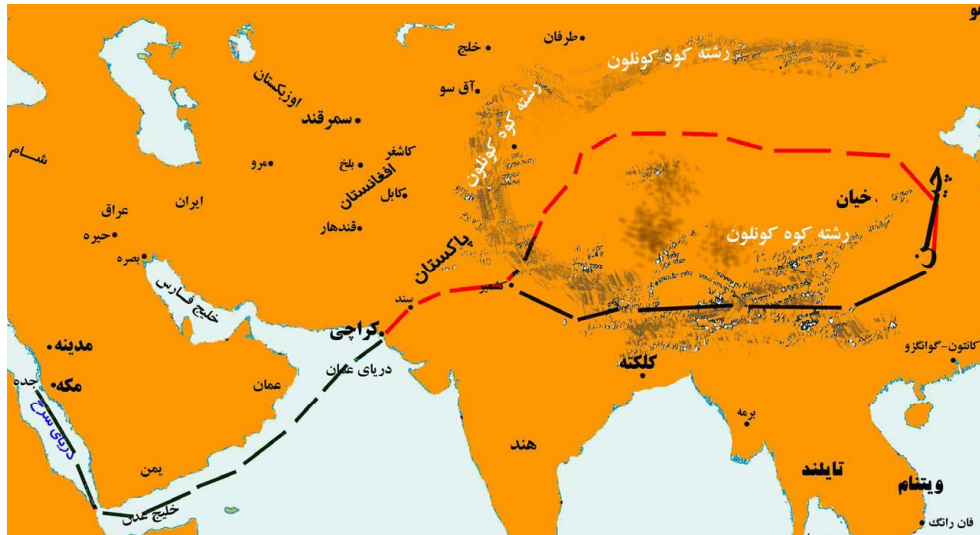 هو
طرفان
خلج
رشته کوه کونلون
اوزبکستان
آق سو
سمرقند
رشته کوه کونلون
شام
کاشغر
بلخ
مرو
افغانستان
کابل
ایران
عراق
حیره
قندهار
پاکستان
بصره
خیان
چین
رشته کوه کونلون
خلیج فارس
سند
کشمیر
کراچی
مدینه
مکه
جده
دریای عمان
عمان
کلکته
کانتون-گوانگزو
دریای سرخ
یمن
خلیج عدن
هند
برمه
تایلند
ویتنام
فان رانگ